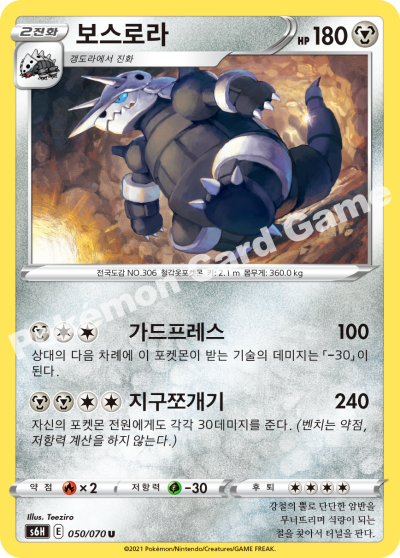 2진화
보스로라
HP 180
갱도라에서 진화
전국도감 NO.306 철갑옷포켓몬 키: 2.1 m 몸무게: 360.0 kg
Pokémon Card Game
가드프레스 100
상대의 다음 차례에 이 포켓몬이 받는 기술의 데미지는 「-30」이
된다.
지구쪼개기 240
자신의 포켓몬 전원에게도 각각 30데미지를 준다. (벤치는 약점,
저항력 계산을 하지 않는다.)
약점 ×2 저항력 -30 후퇴
Illus. Teeziro
강철의 뿔로 단단한 암반을
무너뜨리며 식량이 되는
철을 찾아서 터널을 판다.
s6H E 050/070 U
©2021 Pokémon/Nintendo/Creatures/GAME FREAK.